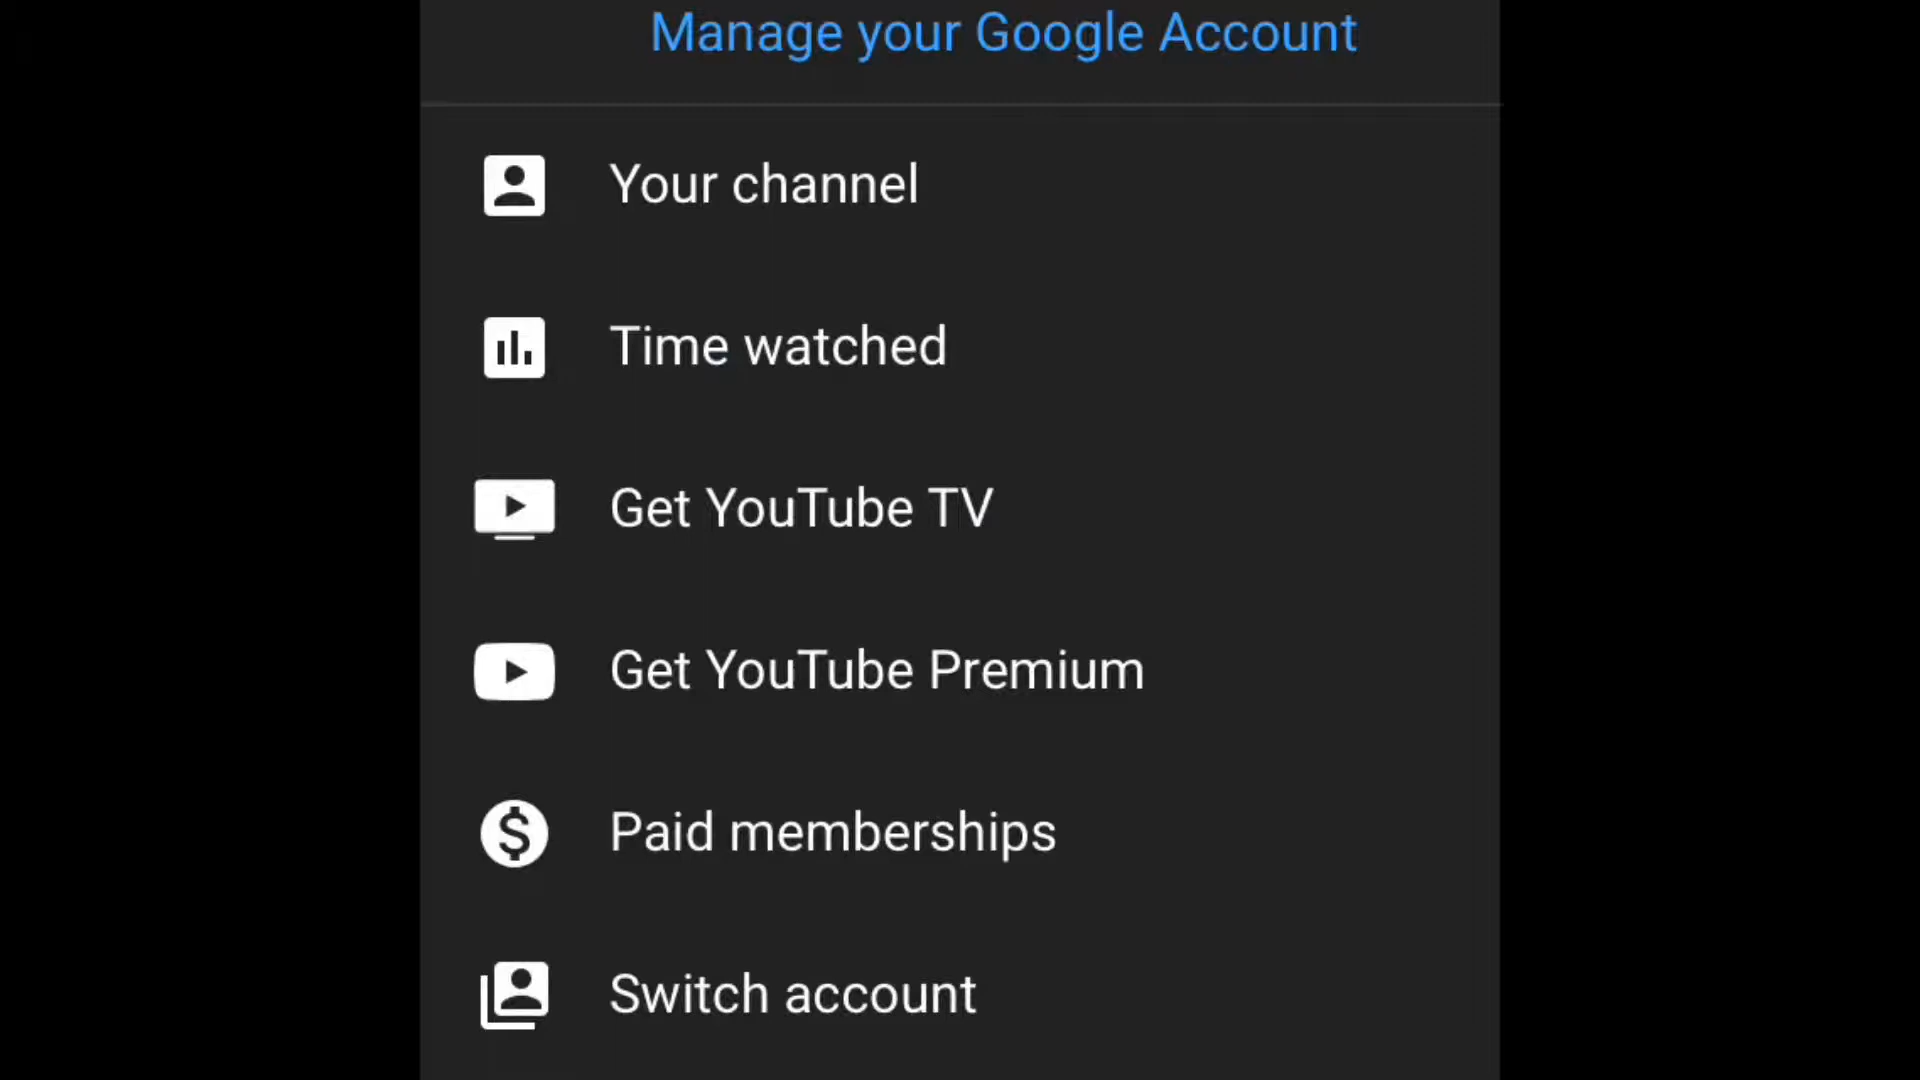 Manage your Google Account
Your channel
Time watched
Get YouTube TV
Get YouTube Premium
Paid memberships
Switch account